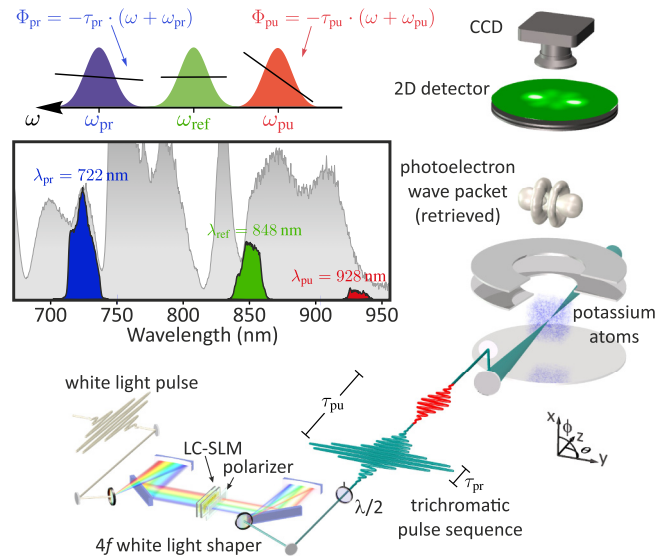 Φpr = −τpr · (ω + ωpr)
Φpu = −τpu · (ω + ωpu)
ω
ωpr
ωref
ωpu
λpr = 722 nm
λref = 848 nm
λpu = 928 nm
700
750
800
850
900
950
Wavelength (nm)
CCD
2D detector
photoelectron
wave packet
(retrieved)
potassium
atoms
white light pulse
LC-SLM
polarizer
4f white light shaper
λ/2
τpu
τpr
trichromatic
pulse sequence
x
ϕ
z
θ
y